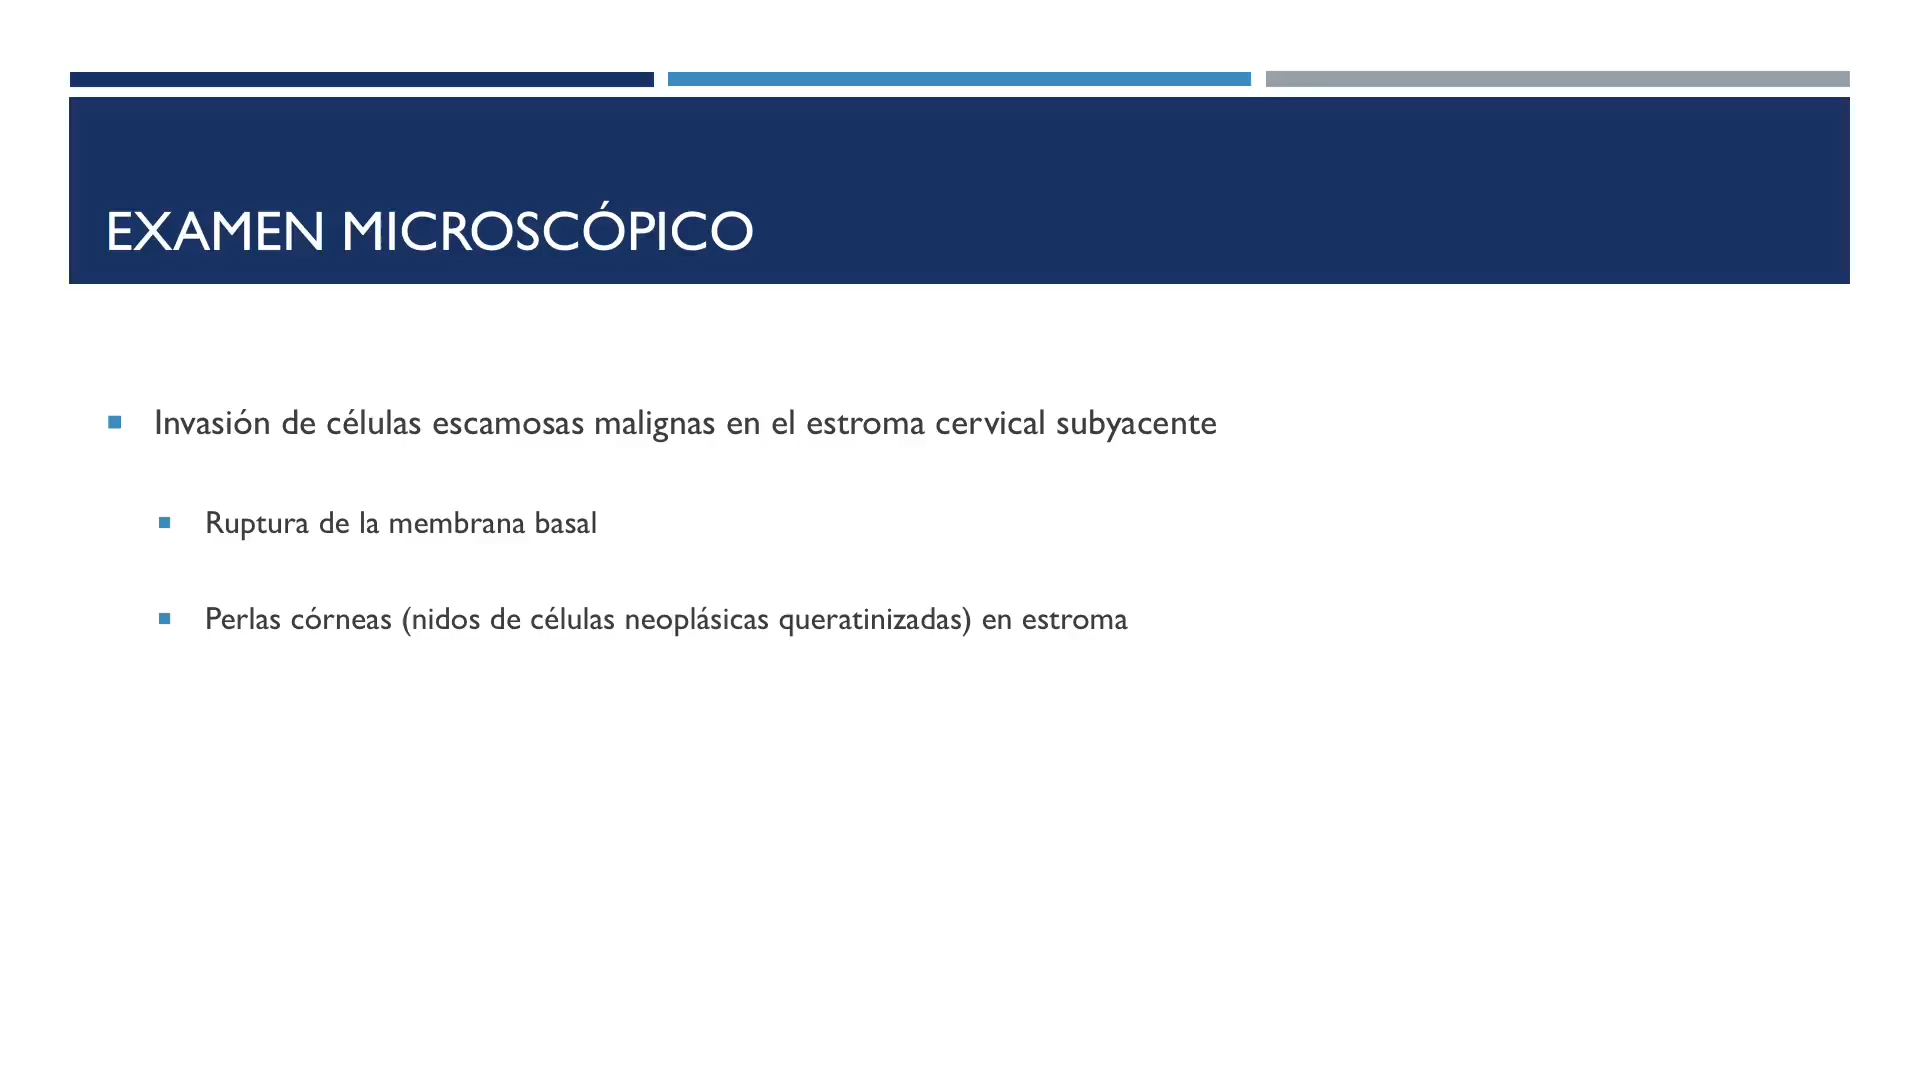 EXAMEN MICROSCÓPICO
Invasión de células escamosas malignas en el estroma cervical subyacente
Ruptura de la membrana basal
Perlas córneas (nidos de células neoplásicas queratinizadas) en estroma